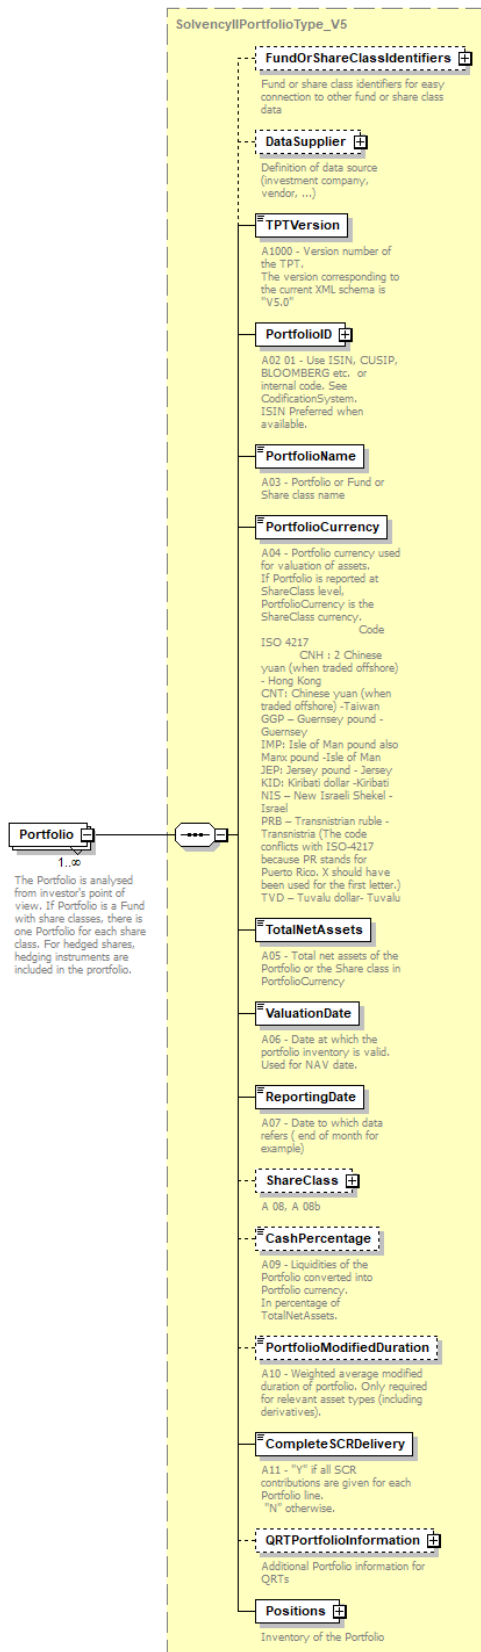 SolvencyIIPortfolioType_V5
FundOrShareClassIdentifiers
Fund or share class identifiers for easy
connection to other fund or share class
data
DataSupplier
Definition of data source
(investment company,
vendor, ...)
TPTVersion
A1000 - Version number of
the TPT.
The version corresponding to
the current XML schema is
"V5.0"
PortfolioID
A02 01 - Use ISIN, CUSIP,
BLOOMBERG etc. or
internal code. See
CodificationSystem.
ISIN Preferred when
available.
PortfolioName
A03 - Portfolio or Fund or
Share class name
PortfolioCurrency
A04 - Portfolio currency used
for valuation of assets.
If Portfolio is reported at
ShareClass level,
PortfolioCurrency is the
ShareClass currency.
Code
ISO 4217
CNH : 2 Chinese
yuan (when traded offshore)
- Hong Kong
CNT: Chinese yuan (when
traded offshore) -Taiwan
GGP – Guernsey pound -
Guernsey
IMP: Isle of Man pound also
Manx pound -Isle of Man
JEP: Jersey pound - Jersey
KID: Kiribati dollar -Kiribati
NIS – New Israeli Shekel -
Israel
PRB – Transnistrian ruble -
Transnistria (The code
conflicts with ISO-4217
because PR stands for
Puerto Rico. X should have
been used for the first letter.)
TVD – Tuvalu dollar- Tuvalu
Portfolio
1..∞
The Portfolio is analysed
from investor's point of
view. If Portfolio is a Fund
with share classes, there is
one Portfolio for each share
class. For hedged shares,
hedging instruments are
included in the prortfolio.
TotalNetAssets
A05 - Total net assets of the
Portfolio or the Share class in
PortfolioCurrency
ValuationDate
A06 - Date at which the
portfolio inventory is valid.
Used for NAV date.
ReportingDate
A07 - Date to which data
refers ( end of month for
example)
ShareClass
A 08, A 08b
CashPercentage
A09 - Liquidities of the
Portfolio converted into
Portfolio currency.
In percentage of
TotalNetAssets.
PortfolioModifiedDuration
A10 - Weighted average modified
duration of portfolio. Only required
for relevant asset types (including
derivatives).
CompleteSCRDelivery
A11 - "Y" if all SCR
contributions are given for each
Portfolio line.
"N" otherwise.
QRTPortfolioInformation
Additional Portfolio information for
QRTs
Positions
Inventory of the Portfolio